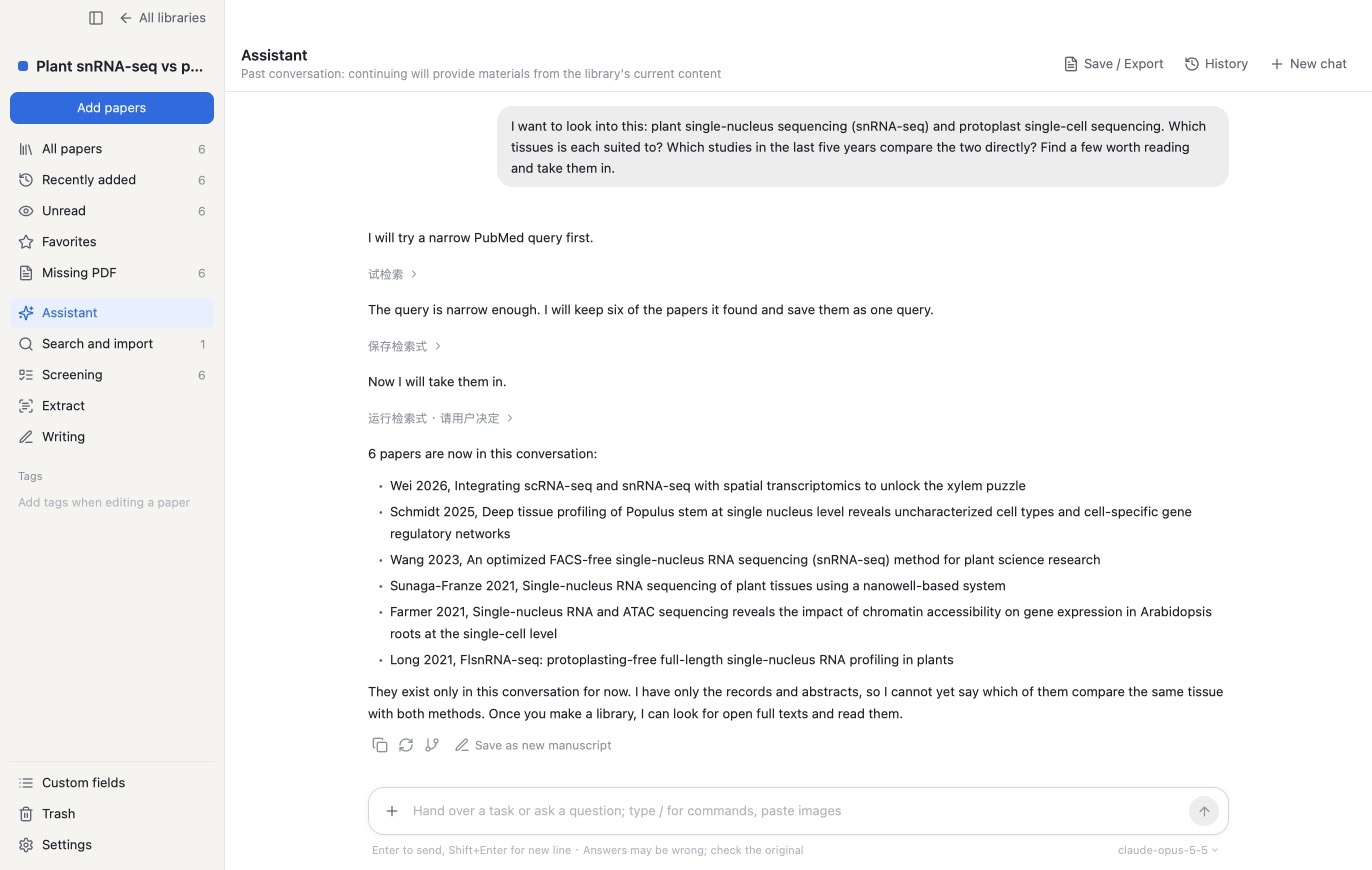 All libraries
Plant snRNA-seq vs p...
Add papers
All papers 6
Recently added 6
Unread 6
Favorites
Missing PDF 6
Assistant
Search and import 1
Screening 6
Extract
Writing
Tags
Add tags when editing a paper
Custom fields
Trash
Settings
Assistant
Past conversation: continuing will provide materials from the library's current content
Save / Export
History
New chat
I want to look into this: plant single-nucleus sequencing (snRNA-seq) and protoplast single-cell sequencing. Which
tissues is each suited to? Which studies in the last five years compare the two directly? Find a few worth reading
and take them in.
I will try a narrow PubMed query first.
试检索
The query is narrow enough. I will keep six of the papers it found and save them as one query.
保存检索式
Now I will take them in.
运行检索式 · 请用户决定
6 papers are now in this conversation:
• Wei 2026, Integrating scRNA-seq and snRNA-seq with spatial transcriptomics to unlock the xylem puzzle
• Schmidt 2025, Deep tissue profiling of Populus stem at single nucleus level reveals uncharacterized cell types and cell-specific gene
regulatory networks
• Wang 2023, An optimized FACS-free single-nucleus RNA sequencing (snRNA-seq) method for plant science research
• Sunaga-Franze 2021, Single-nucleus RNA sequencing of plant tissues using a nanowell-based system
• Farmer 2021, Single-nucleus RNA and ATAC sequencing reveals the impact of chromatin accessibility on gene expression in Arabidopsis
roots at the single-cell level
• Long 2021, FlsnRNA-seq: protoplasting-free full-length single-nucleus RNA profiling in plants
They exist only in this conversation for now. I have only the records and abstracts, so I cannot yet say which of them compare the same tissue
with both methods. Once you make a library, I can look for open full texts and read them.
Save as new manuscript
Hand over a task or ask a question; type / for commands, paste images
Enter to send, Shift+Enter for new line · Answers may be wrong; check the original
claude-opus-5-5